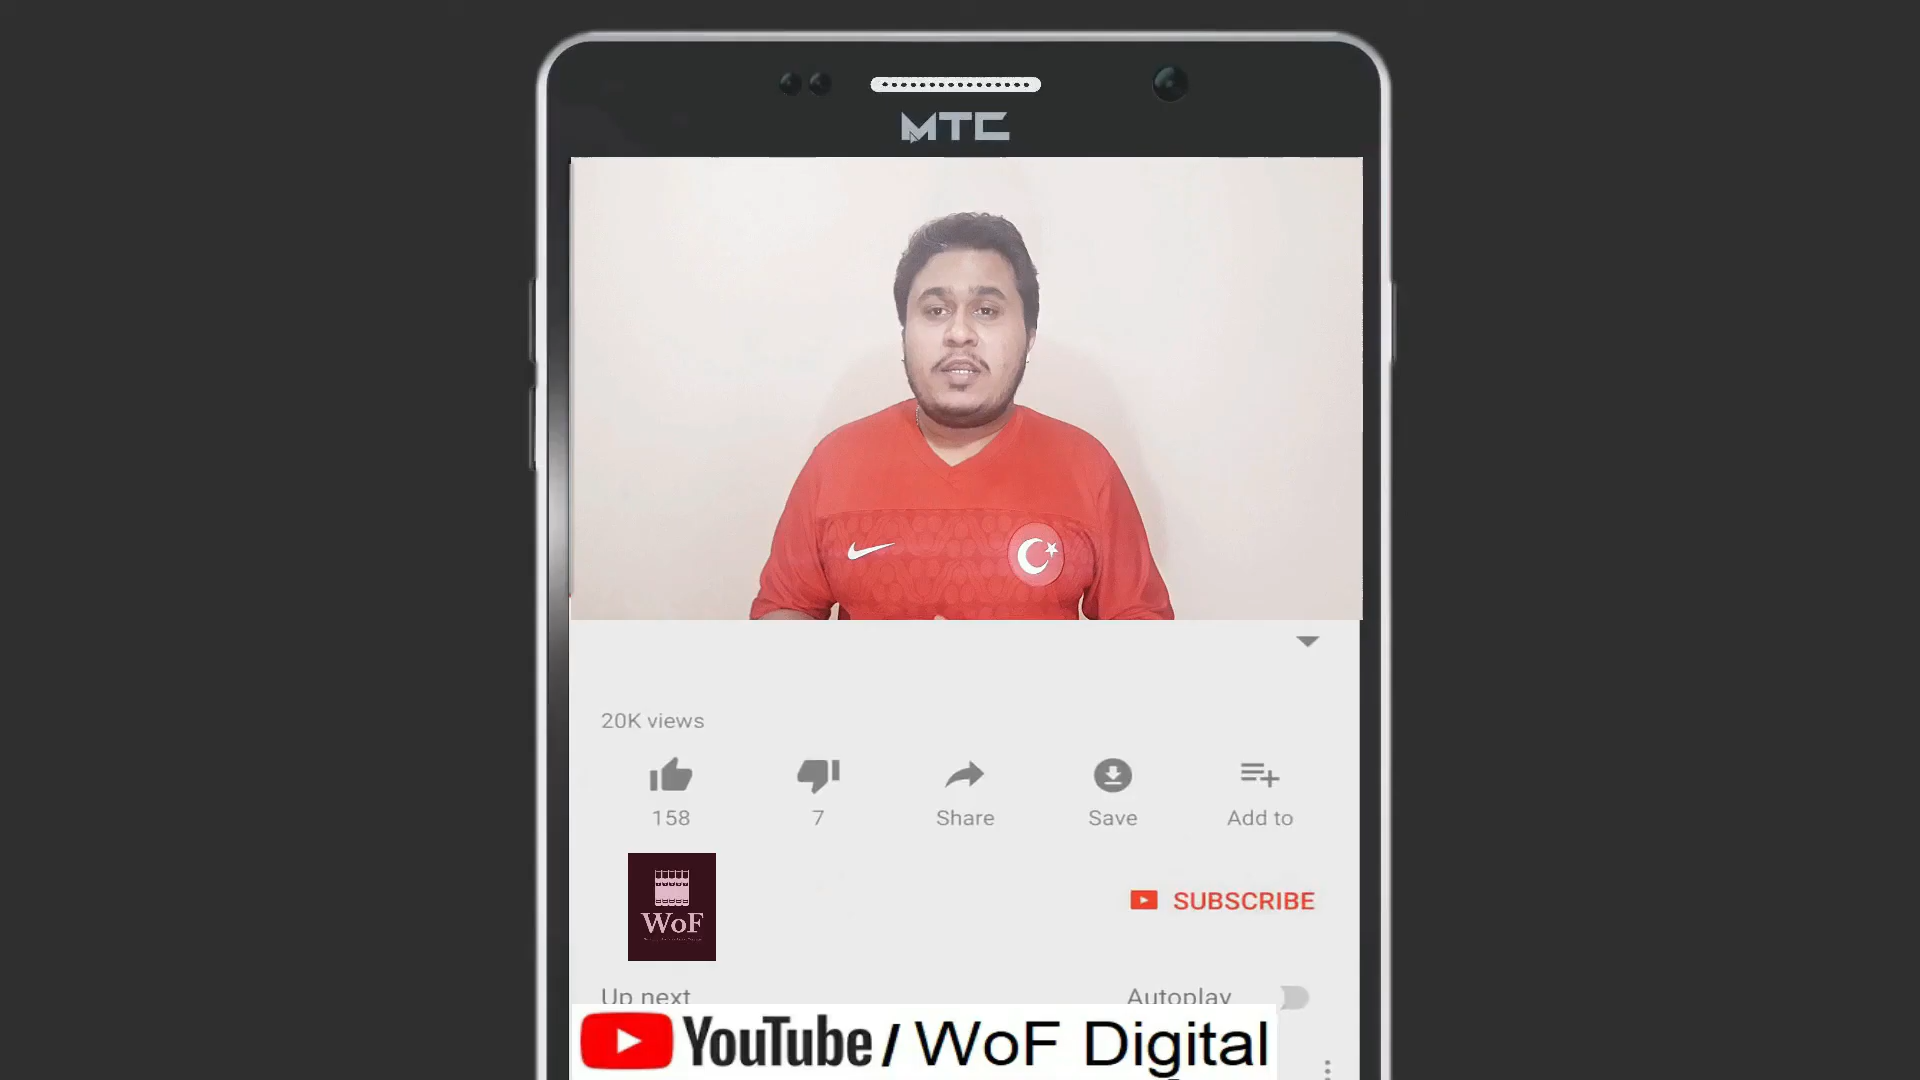 MTC
20K views
158
7
Share
Save
Add to
WoF
SUBSCRIBE
Up next
Autoplay
YouTube / WoF Digital